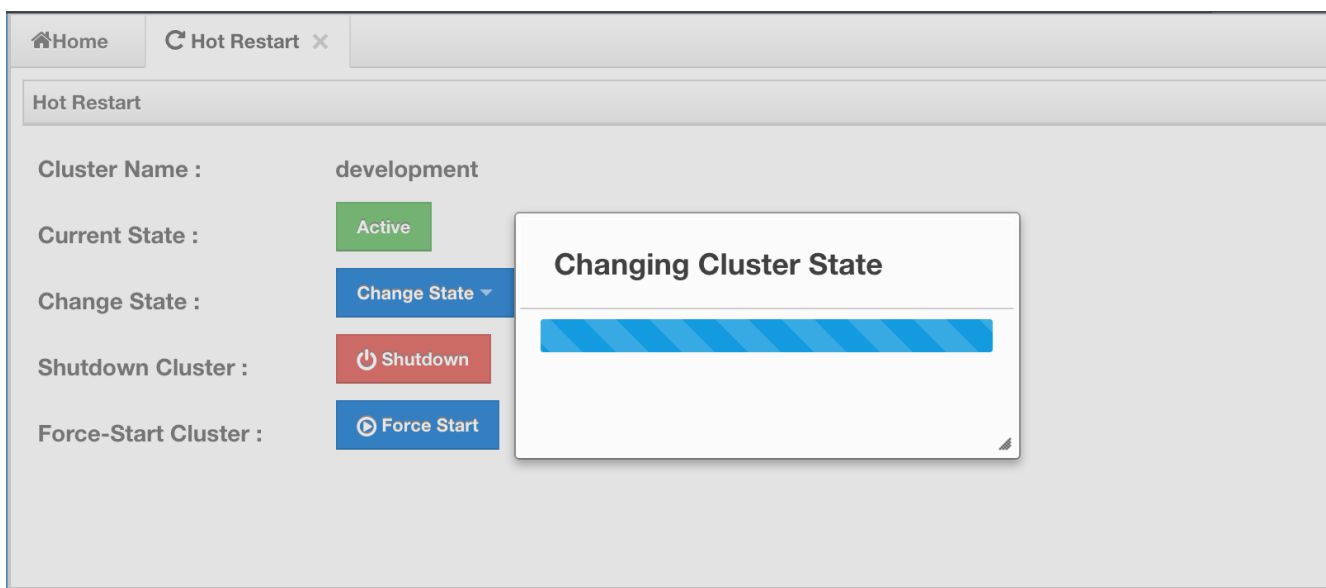 Home
Hot Restart
Hot Restart
Cluster Name :
development
Current State :
Active
Change State :
Change State
Shutdown Cluster :
Shutdown
Force-Start Cluster :
Force Start
Changing Cluster State